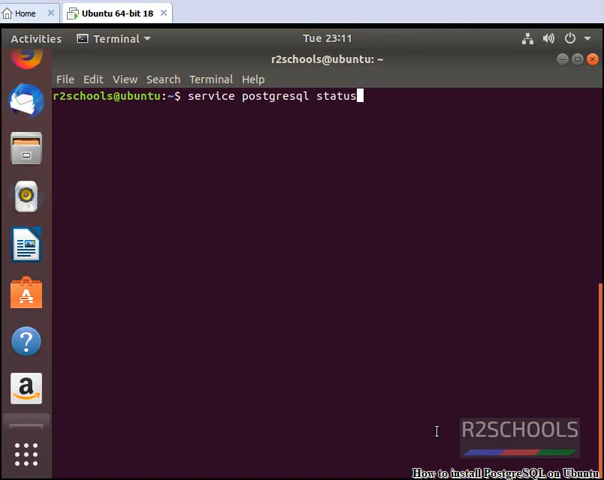 Home
Ubuntu 64-bit 18
Activities
Terminal
Tue 23:11
r2schools@ubuntu: ~
File Edit View Search Terminal Help
r2schools@ubuntu:~$ service postgresql status
R2SCHOOLS
How to install PostgreSQL on Ubuntu